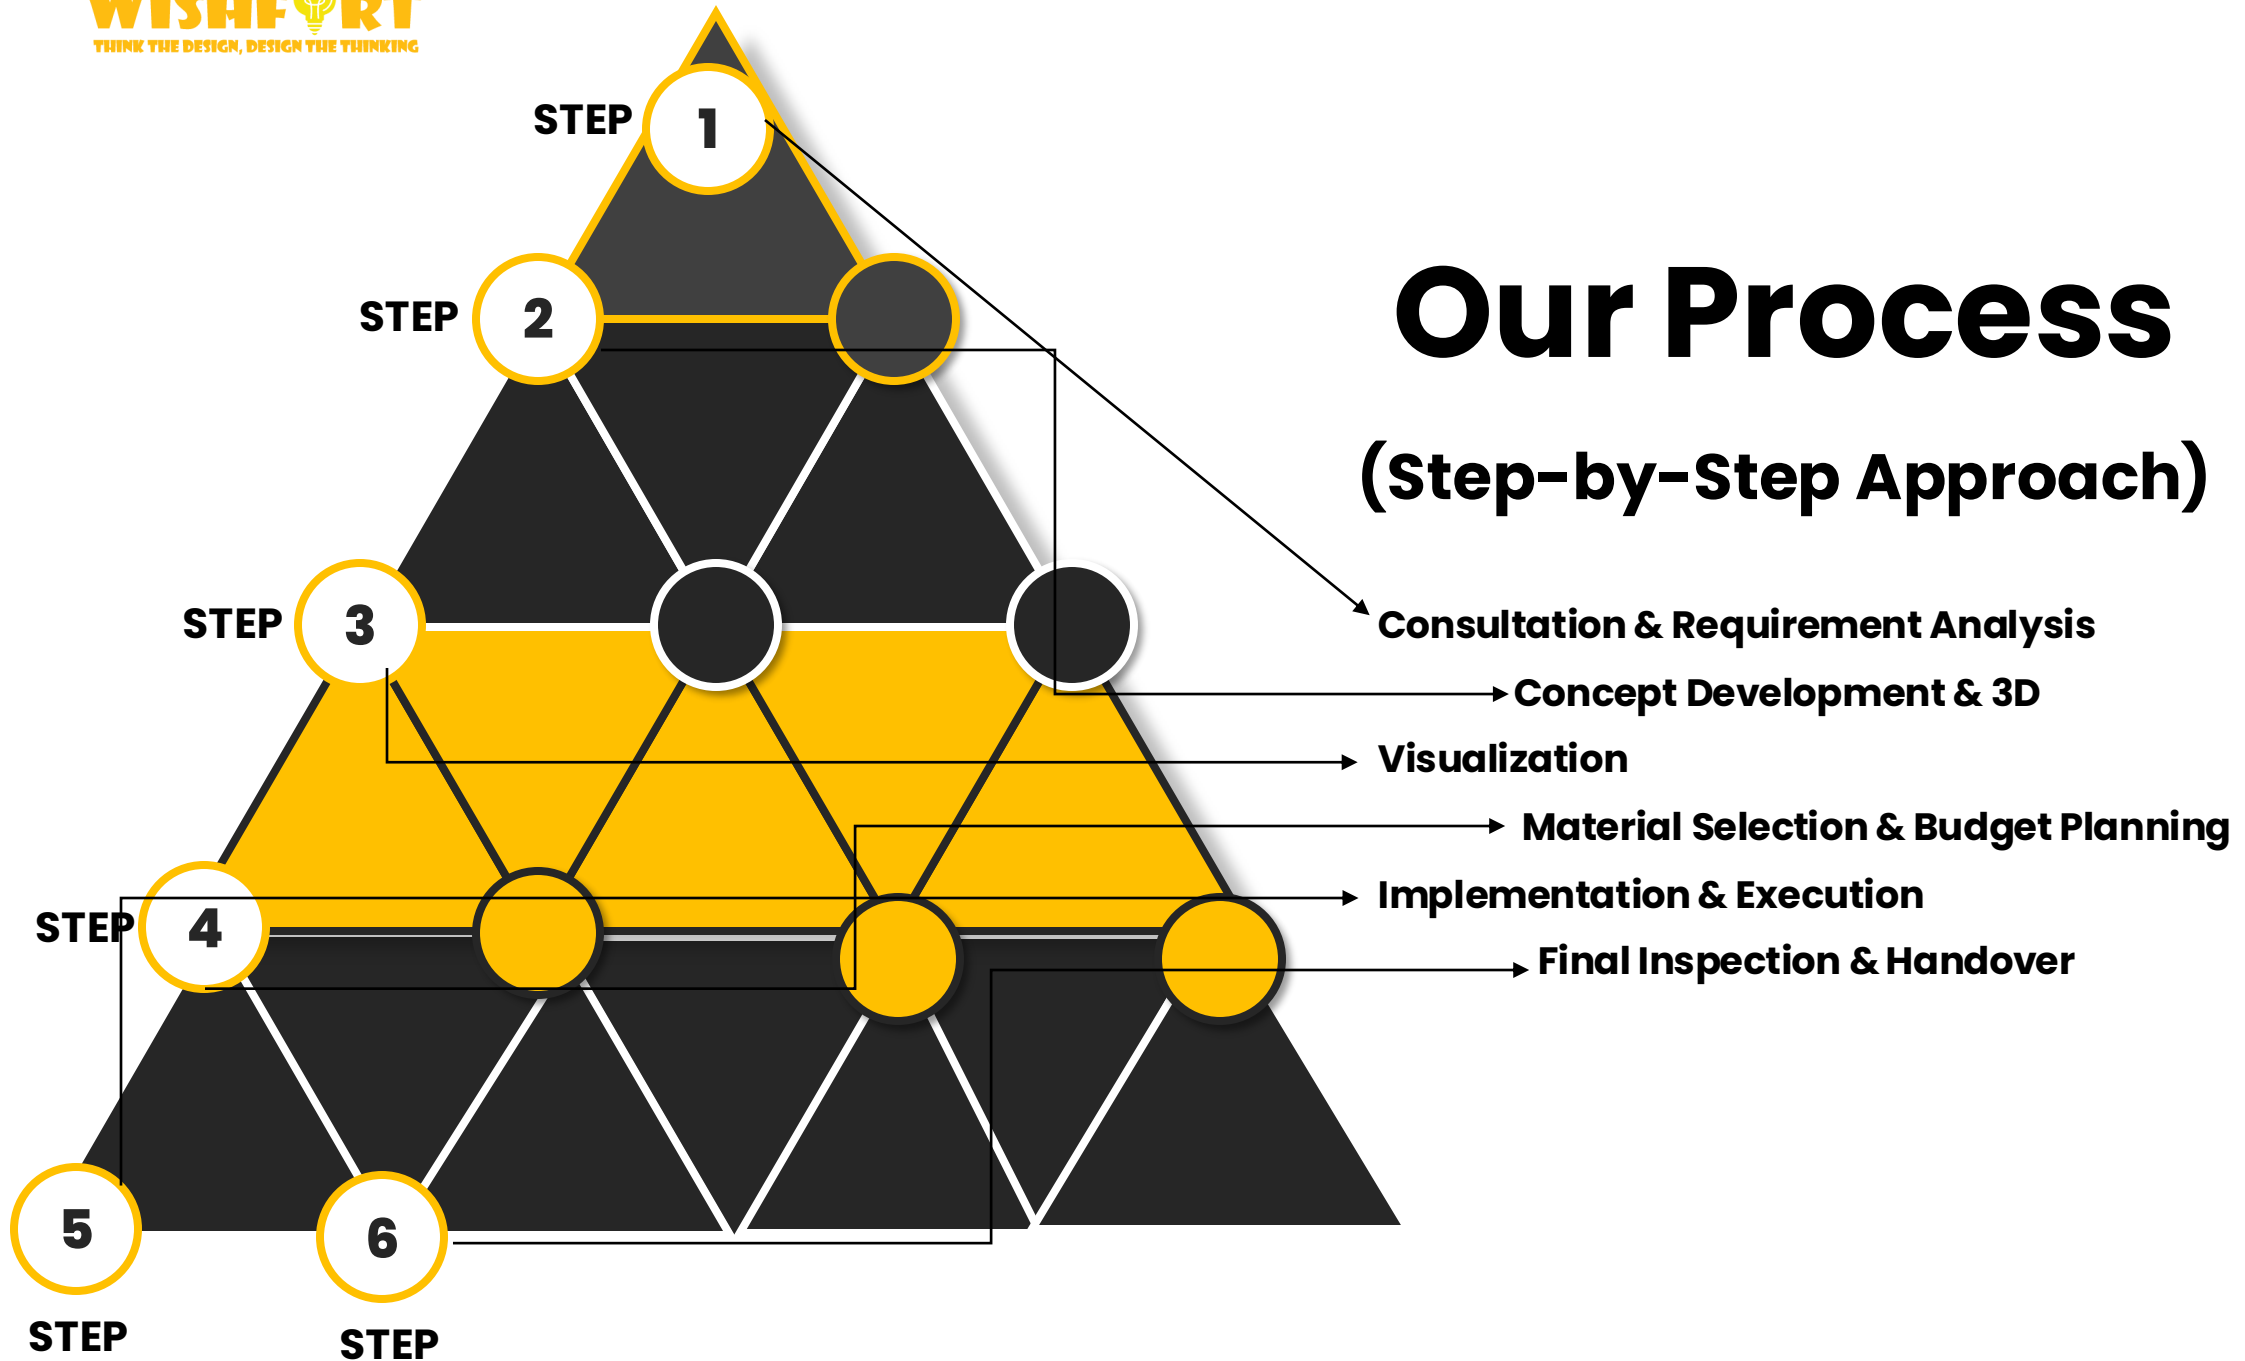 WISHFORT
THINK THE DESIGN, DESIGN THE THINKING
STEP 1
STEP 2
STEP 3
STEP 4
5
STEP
6
STEP
Our Process
(Step-by-Step Approach)
Consultation & Requirement Analysis
Concept Development & 3D
Visualization
Material Selection & Budget Planning
Implementation & Execution
Final Inspection & Handover